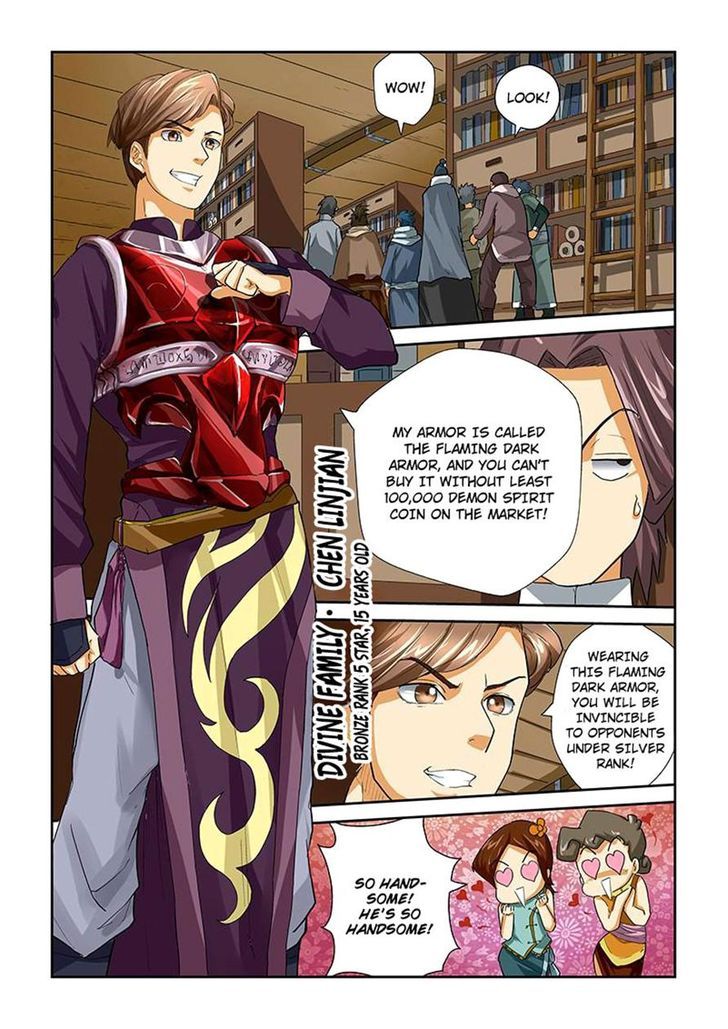 WOW!
LOOK!
MY ARMOR IS CALLED
THE FLAMING DARK
ARMOR, AND YOU CAN'T
BUY IT WITHOUT LEAST
100,000 DEMON SPIRIT
COIN ON THE MARKET!
DIVINE FAMILY · CHEN LINJIAN
BRONZE RANK 5 STAR, 15 YEARS OLD
WEARING
THIS FLAMING
DARK ARMOR,
YOU WILL BE
INVINCIBLE
TO OPPONENTS
UNDER SILVER
RANK!
SO HAND-
SOME!
HE'S SO
HANDSOME!